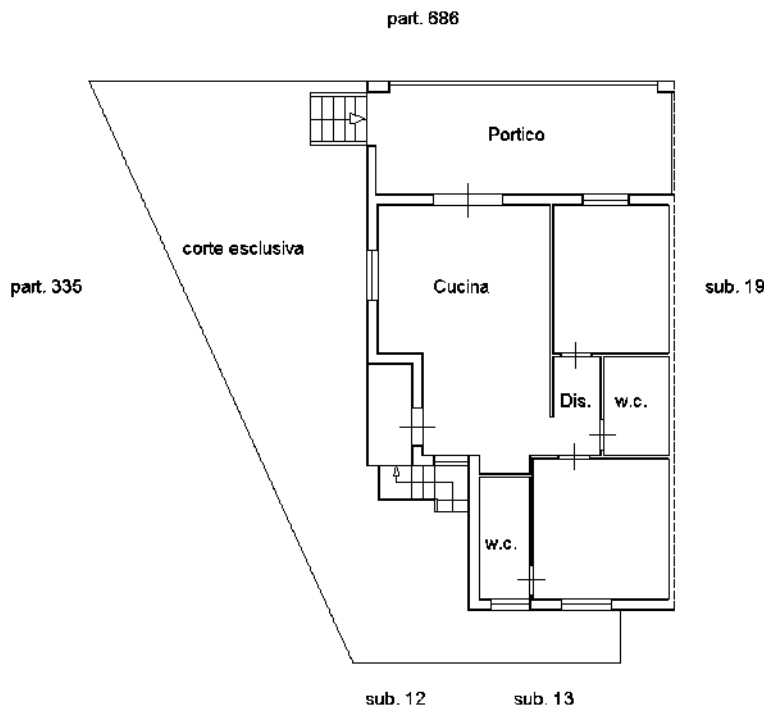 part. 686
Portico
corte esclusiva
part. 335
Cucina
sub. 19
Dis.
w.c.
w.c.
sub. 12
sub. 13